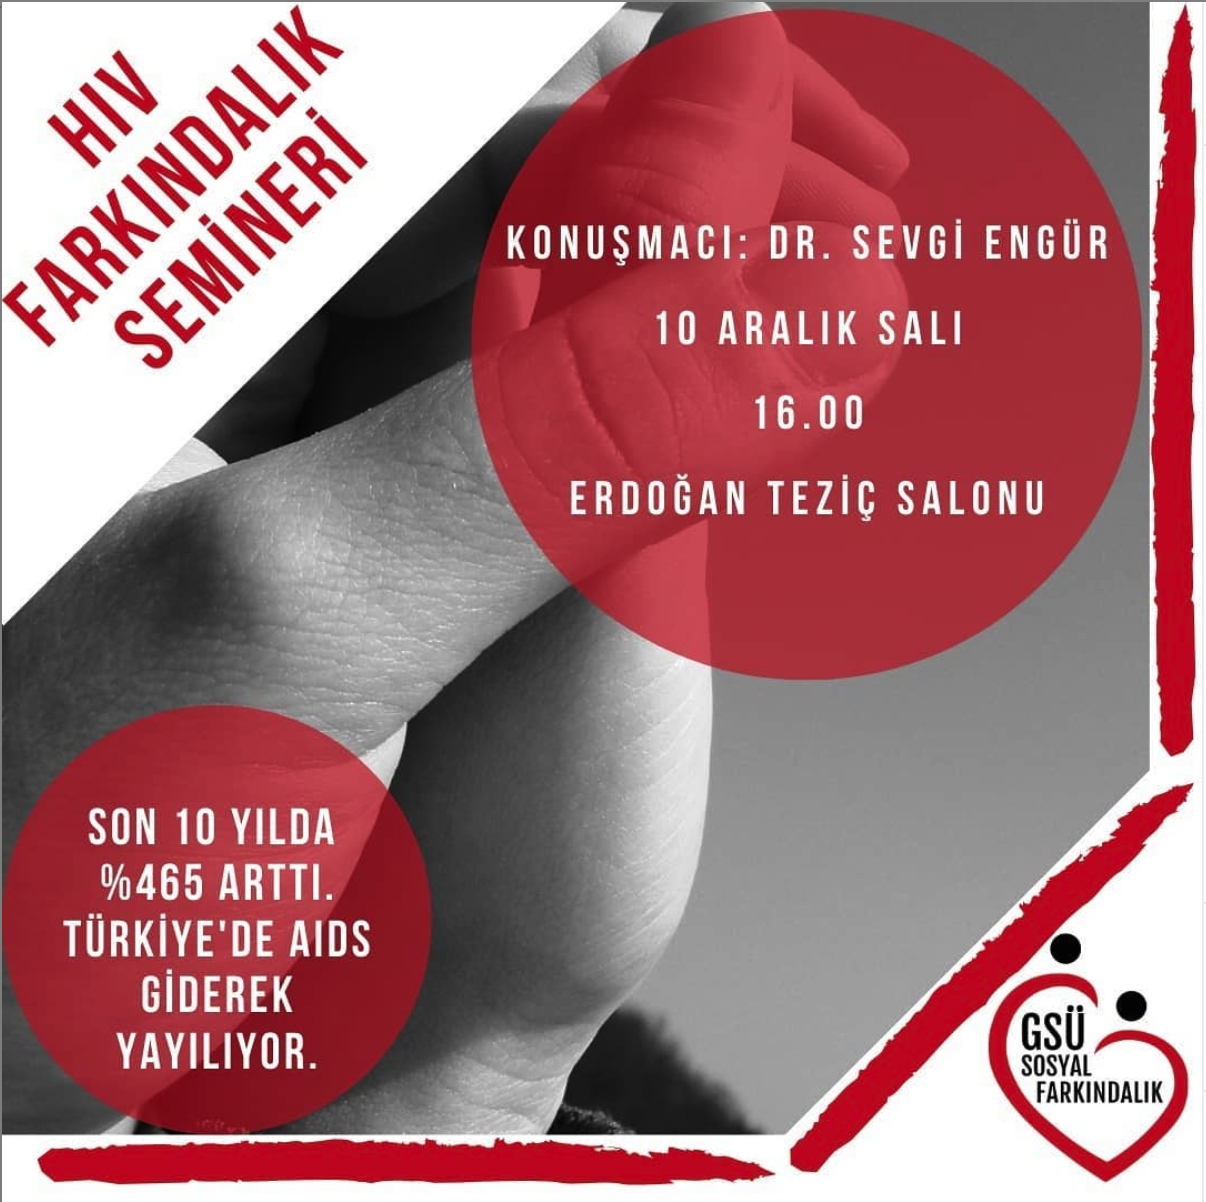 HIV
FARKINDALIK
SEMİNERİ
KONUŞMACI: DR. SEVGİ ENGÜR
10 ARALIK SALI
16.00
ERDOĞAN TEZİÇ SALONU
SON 10 YILDA
%465 ARTTI.
TÜRKİYE'DE AIDS
GİDEREK
YAYILIYOR.
GSÜ
SOSYAL
FARKINDALIK